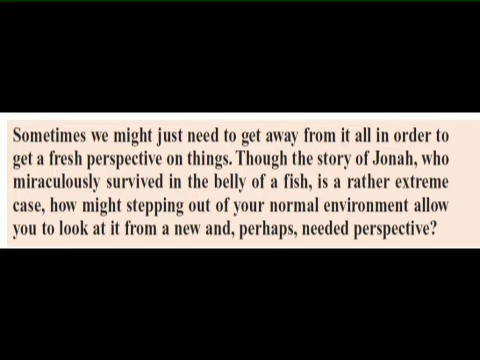 Sometimes we might just need to get away from it all in order to
get a fresh perspective on things. Though the story of Jonah, who
miraculously survived in the belly of a fish, is a rather extreme
case, how might stepping out of your normal environment allow
you to look at it from a new and, perhaps, needed perspective?